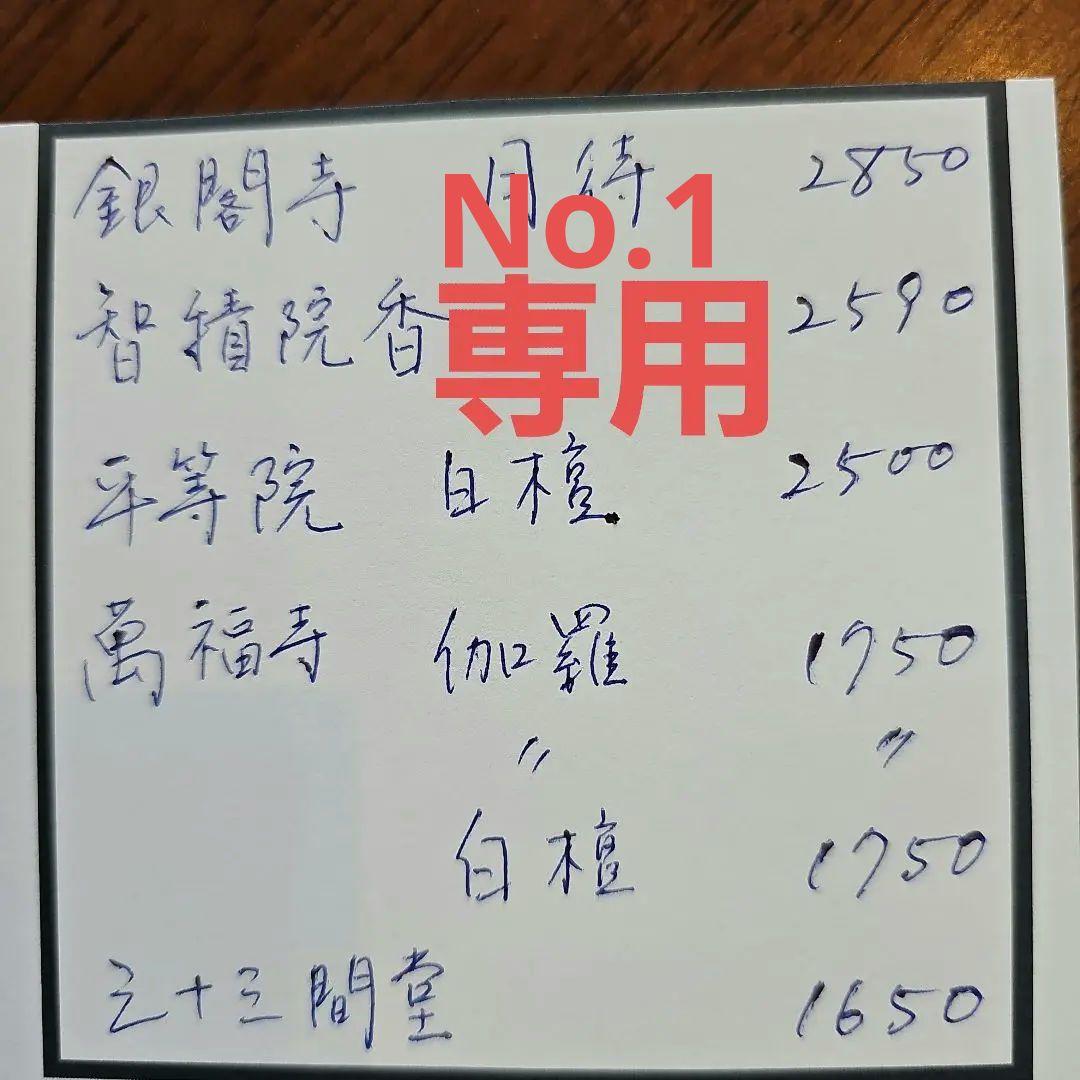 銀閣寺 月待 2850
No.1
智積院香 2590
専用
平等院 白檀 2500
萬福寺 伽羅 1750
〃 〃
白檀 1750
三十三間堂 1650